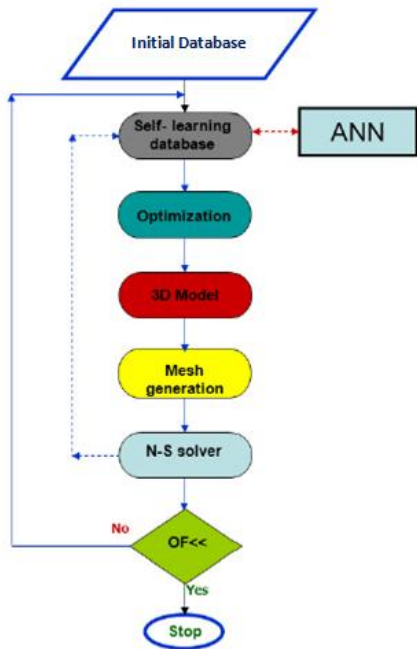 Initial Database
Self- learning
database
ANN
Optimization
3D Model
Mesh
generation
N-S solver
No
OF<<
Yes
Stop